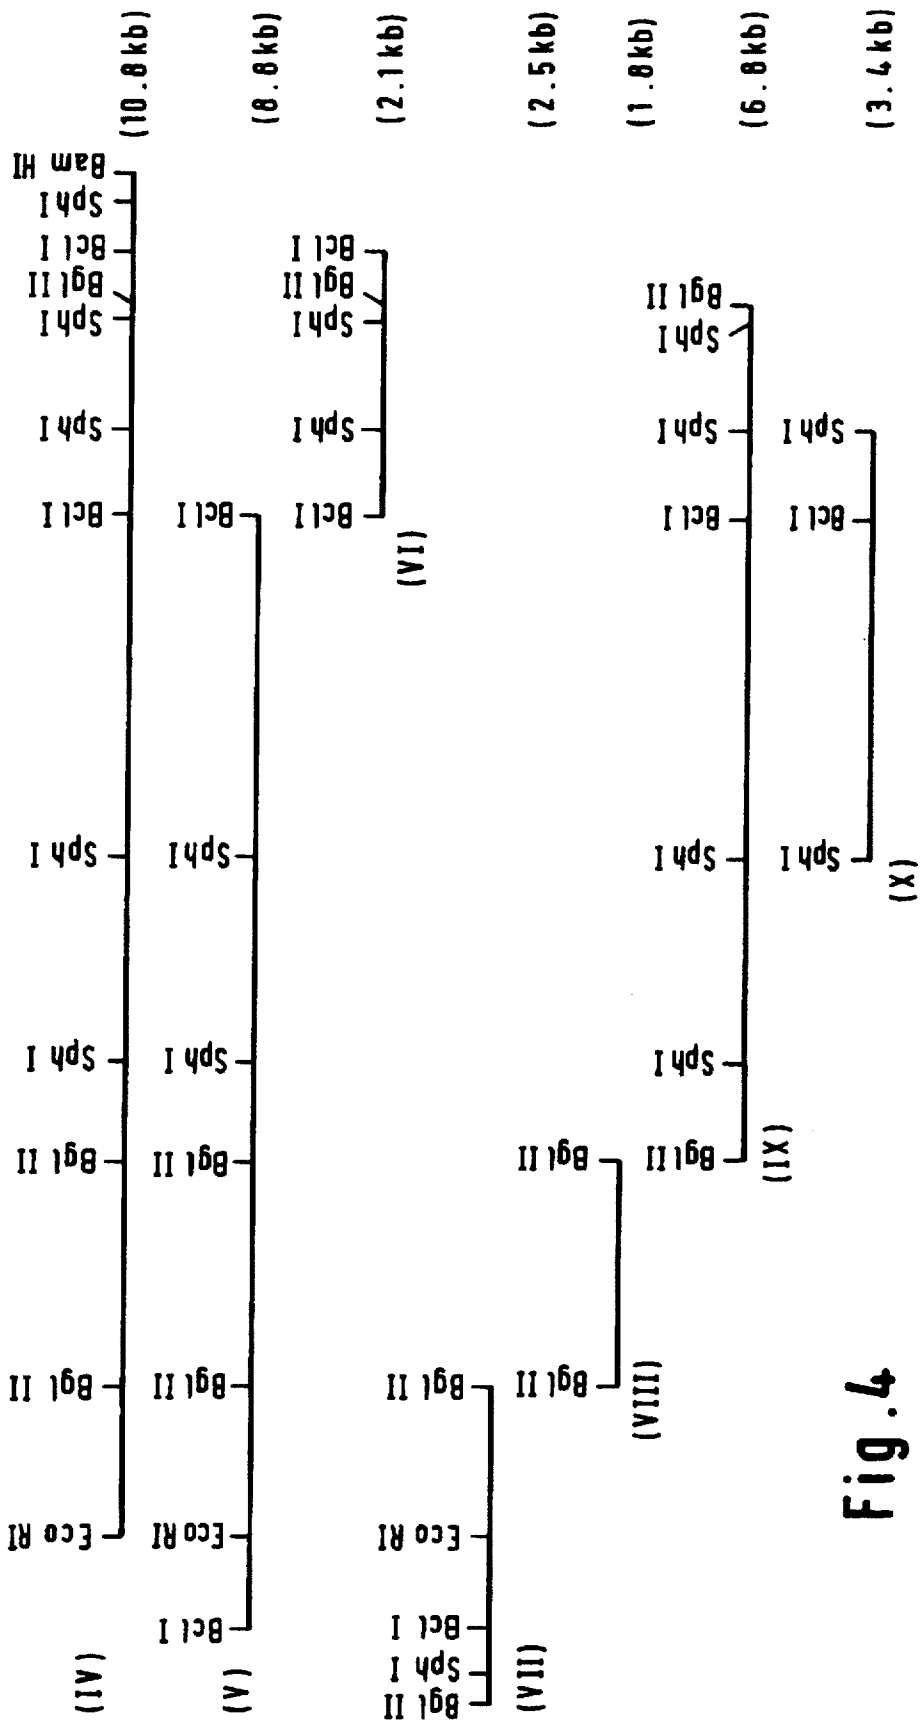 (IV) Eco RI Bgl II Bgl II Sph I Sph I Bcl I Sph I Sph I Bgl II Bcl I Sph I Bam HI (10.8kb)
(V) Bcl I Eco RI Bgl II Bgl II Sph I Sph I Bcl I (8.8kb)
(VI) Bcl I Sph I Sph I Bgl II Bcl I (2.1kb)
(VII) Bgl II Sph I Bcl I Eco RI Bgl II (2.5kb)
(VIII) Bgl II Bgl II (1.8kb)
(IX) Bgl II Sph I Sph I Bcl I Sph I Sph I Bgl II (6.8kb)
(X) Sph I Bcl I Sph I (3.4kb)
Fig.4